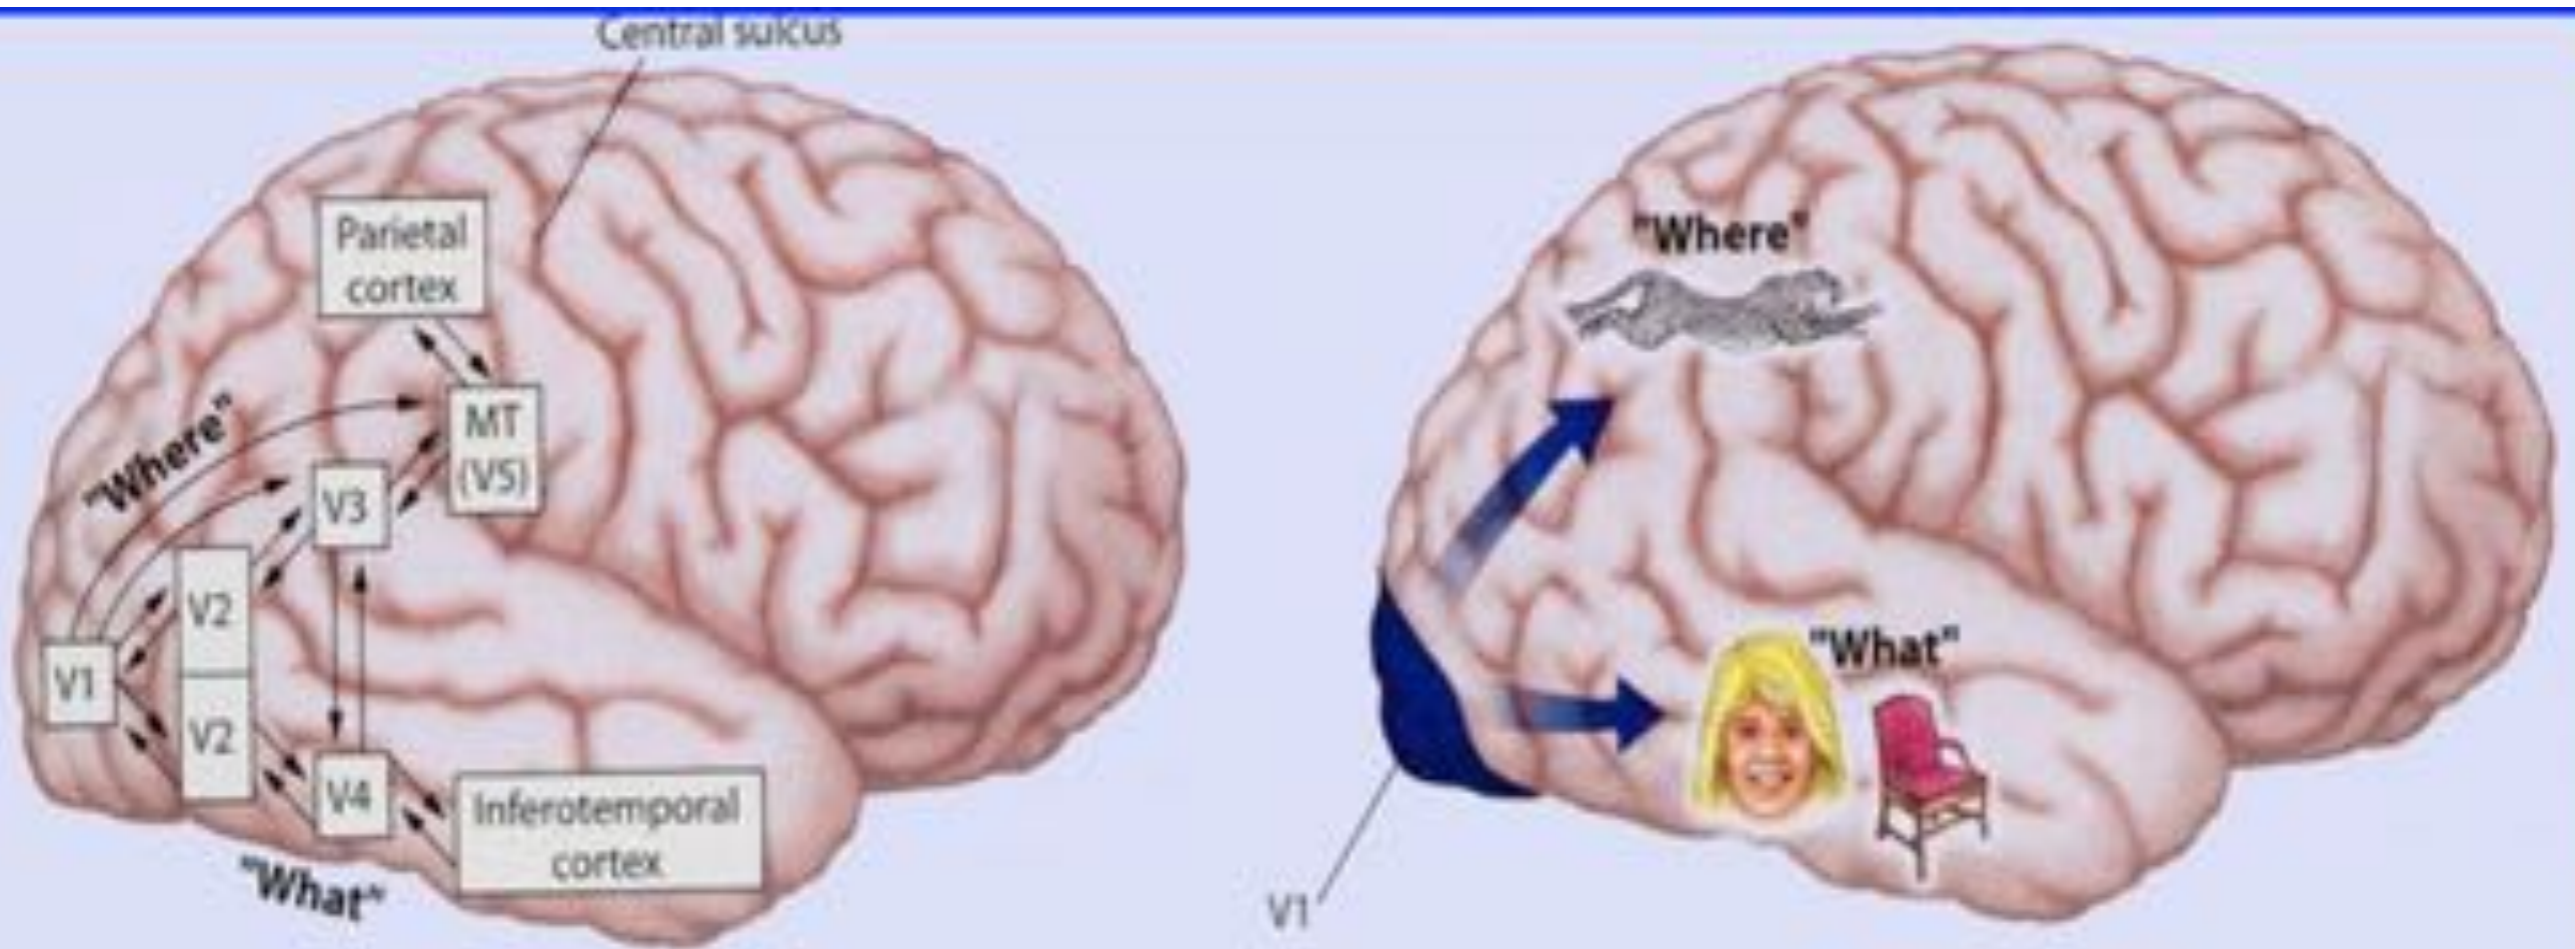 Central sulcus
Parietal
cortex
"Where"
MT
(V5)
V3
V2
V1
V2
V4
Inferotemporal
cortex
"What"
"Where"
"What"
V1